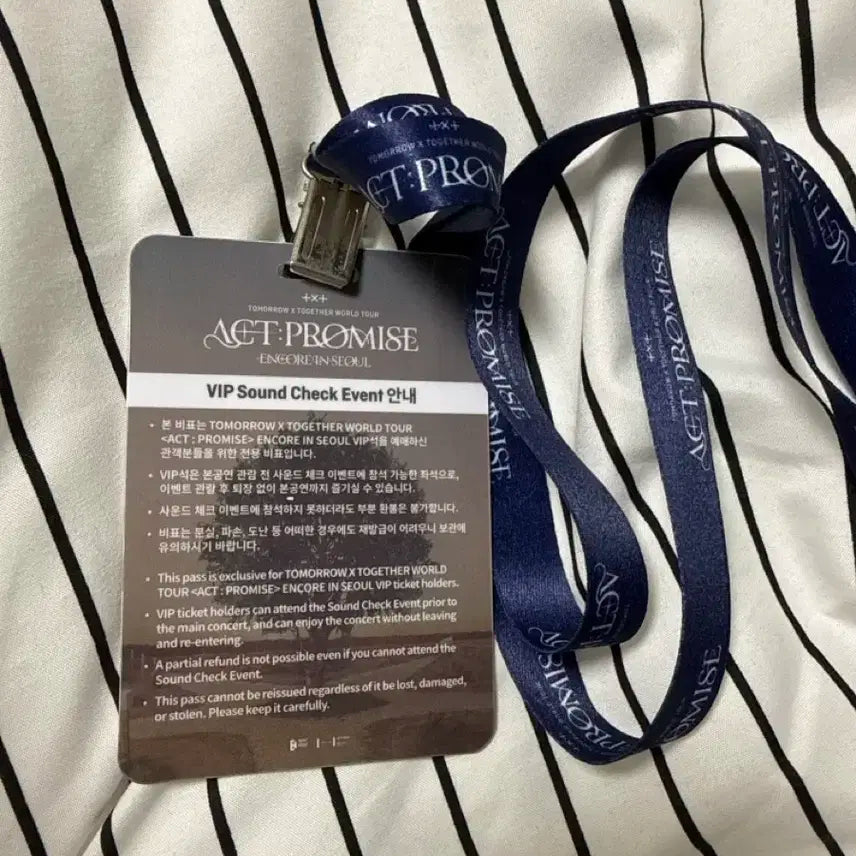 +x+
TOMORROW X TOGETHER WORLD TOUR
ACT:PROMISE
ENCORE IN SEOUL
VIP Sound Check Event 안내
• 본 비표는 TOMORROW X TOGETHER WORLD TOUR
<ACT : PROMISE> ENCORE IN SEOUL VIP석을 예매하신
관객분들을 위한 전용 비표입니다.
• VIP석은 본공연 관람 전 사운드 체크 이벤트에 참석 가능한 좌석으로,
이벤트 관람 후 퇴장 없이 본공연까지 즐기실 수 있습니다.
• 사운드 체크 이벤트에 참석하지 못하더라도 부분 환불은 불가합니다.
• 비표는 분실, 파손, 도난 등 어떠한 경우에도 재발급이 어려우니 보관에
유의하시기 바랍니다.
• This pass is exclusive for TOMORROW X TOGETHER WORLD
TOUR <ACT : PROMISE> ENCORE IN SEOUL VIP ticket holders.
• VIP ticket holders can attend the Sound Check Event prior to
the main concert, and can enjoy the concert without leaving
and re-entering.
• A partial refund is not possible even if you cannot attend the
Sound Check Event.
• This pass cannot be reissued regardless of it be lost, damaged,
or stolen. Please keep it carefully.
+x+
TOMORROW X TOGETHER WORLD
ACT:PRO
ACT:PROMISE
ACT:PROMISE
ACT:PROMISE